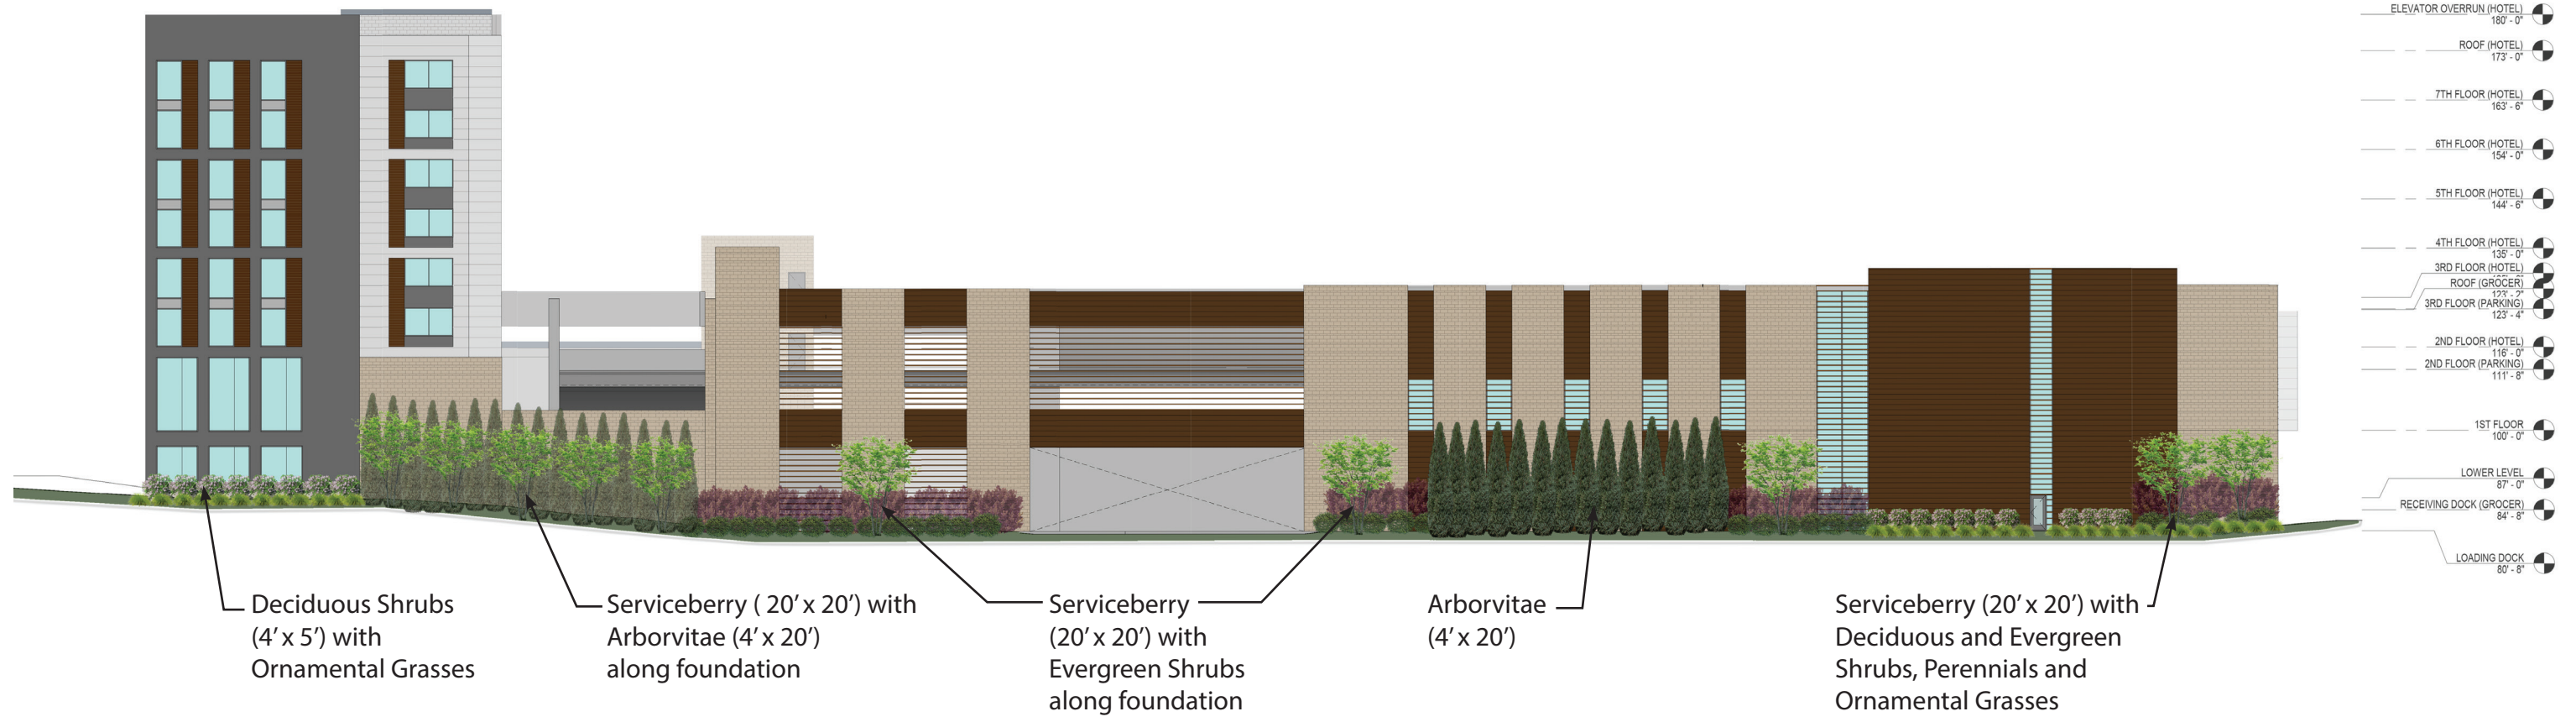 ELEVATOR OVERRUN (HOTEL)
180' - 0"
ROOF (HOTEL)
173' - 0"
7TH FLOOR (HOTEL)
163' - 6"
6TH FLOOR (HOTEL)
154' - 0"
5TH FLOOR (HOTEL)
144' - 6"
4TH FLOOR (HOTEL)
135' - 0"
3RD FLOOR (HOTEL)
ROOF (GROCER)
123' - 2"
3RD FLOOR (PARKING)
123' - 4"
2ND FLOOR (HOTEL)
116' - 0"
2ND FLOOR (PARKING)
111' - 8"
1ST FLOOR
100' - 0"
LOWER LEVEL
87' - 0"
RECEIVING DOCK (GROCER)
84' - 8"
LOADING DOCK
80' - 8"
Deciduous Shrubs
(4’ x 5’) with
Ornamental Grasses
Serviceberry ( 20’ x 20’) with
Arborvitae (4’ x 20’)
along foundation
Serviceberry
(20’ x 20’) with
Evergreen Shrubs
along foundation
Arborvitae
(4’ x 20’)
Serviceberry (20’ x 20’) with
Deciduous and Evergreen
Shrubs, Perennials and
Ornamental Grasses